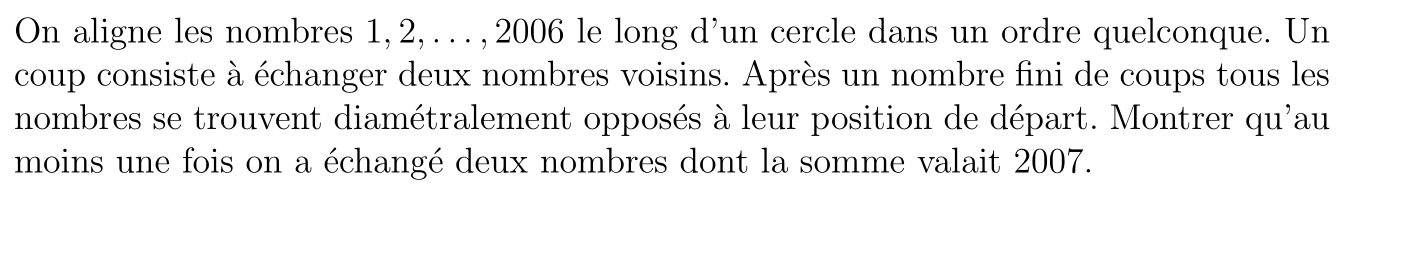 On aligne les nombres 1, 2, . . . , 2006 le long d'un cercle dans un ordre quelconque. Un
coup consiste à échanger deux nombres voisins. Après un nombre fini de coups tous les
nombres se trouvent diamétralement opposés à leur position de départ. Montrer qu'au
moins une fois on a échangé deux nombres dont la somme valait 2007.